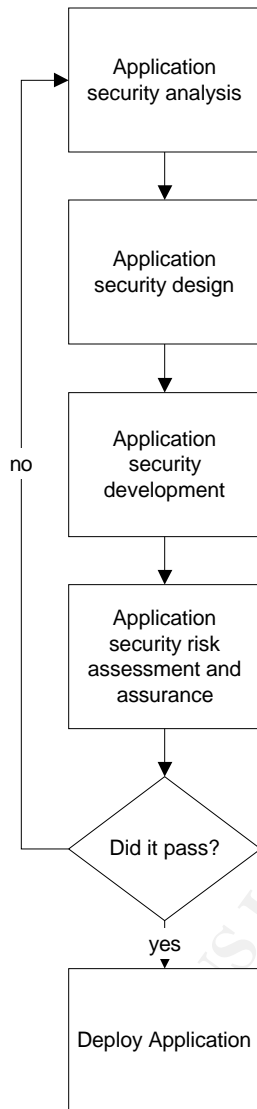 Application
security analysis
Application
security design
Application
security
development
no
Application
security risk
assessment and
assurance
Did it pass?
yes
Deploy Application